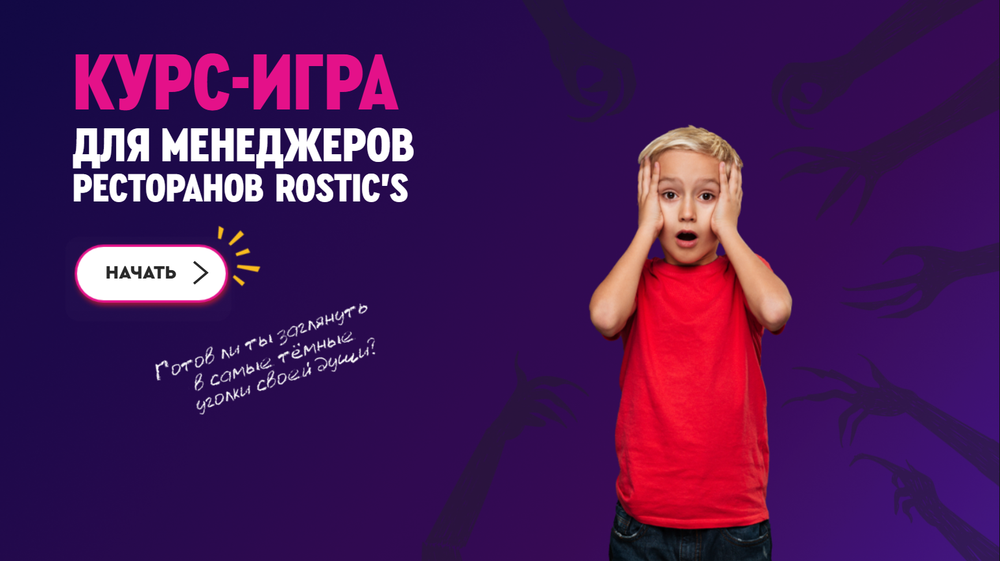 КУРС-ИГРА
ДЛЯ МЕНЕДЖЕРОВ
РЕСТОРАНОВ ROSTIC'S
НАЧАТЬ
Готов ли ты заглянуть
в самые тёмные
уголки своей души?